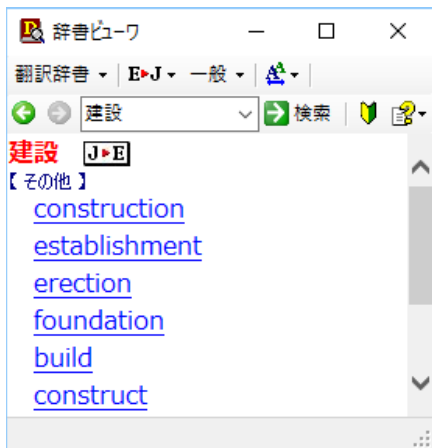 辞書ビューワ
翻訳辞書 E▸J 一般
建設 検索
建設 J▸E
【その他】
construction
establishment
erection
foundation
build
construct